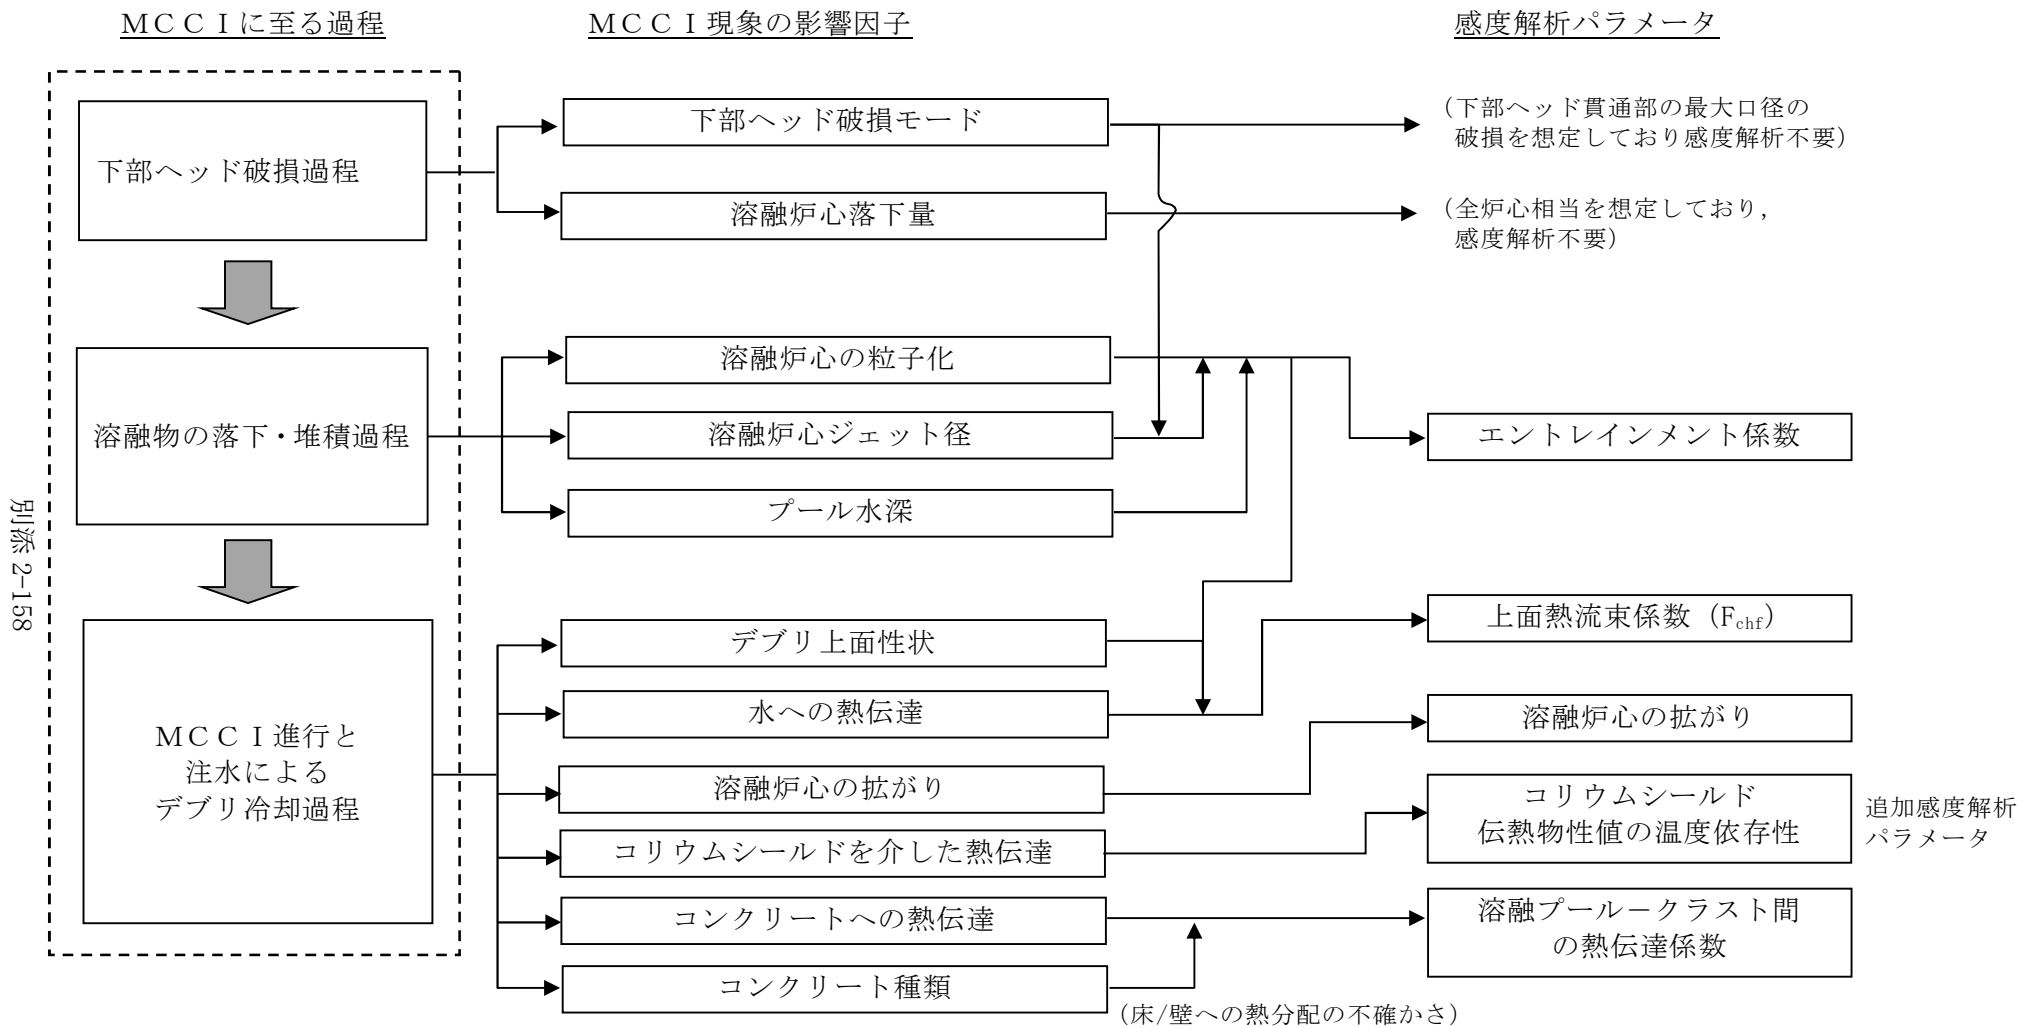 ＭＣＣＩに至る過程
ＭＣＣＩ現象の影響因子
感度解析パラメータ
下部ヘッド破損過程
下部ヘッド破損モード
（下部ヘッド貫通部の最大口径の
破損を想定しており感度解析不要）
溶融炉心落下量
（全炉心相当を想定しており，
感度解析不要）
溶融物の落下・堆積過程
溶融炉心の粒子化
溶融炉心ジェット径
プール水深
エントレインメント係数
ＭＣＣＩ進行と
注水による
デブリ冷却過程
デブリ上面性状
水への熱伝達
溶融炉心の拡がり
コリウムシールドを介した熱伝達
コンクリートへの熱伝達
コンクリート種類
（床/壁への熱分配の不確かさ）
上面熱流束係数（Fchf）
溶融炉心の拡がり
コリウムシールド
伝熱物性値の温度依存性
追加感度解析
パラメータ
溶融プール－クラスト間
の熱伝達係数
別添 2-158